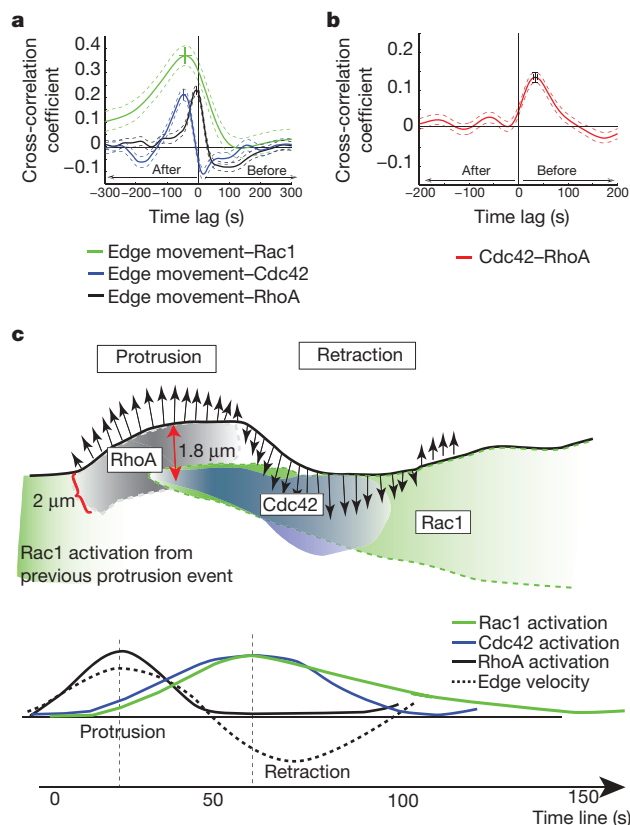 a
Cross-correlation
coefficient
0.4
0.3
0.2
0.1
0
−0.1
After
Before
−300−200−100 0 100 200 300
Time lag (s)
Edge movement–Rac1
Edge movement–Cdc42
Edge movement–RhoA
b
Cross-correlation
coefficient
0.2
0.1
0
−0.1
After
Before
−200 −100 0 100 200
Time lag (s)
Cdc42–RhoA
c
Protrusion
Retraction
RhoA
1.8 μm
2 μm
Cdc42
Rac1
Rac1 activation from
previous protrusion event
Rac1 activation
Cdc42 activation
RhoA activation
Edge velocity
Protrusion
Retraction
0 50 100 150
Time line (s)